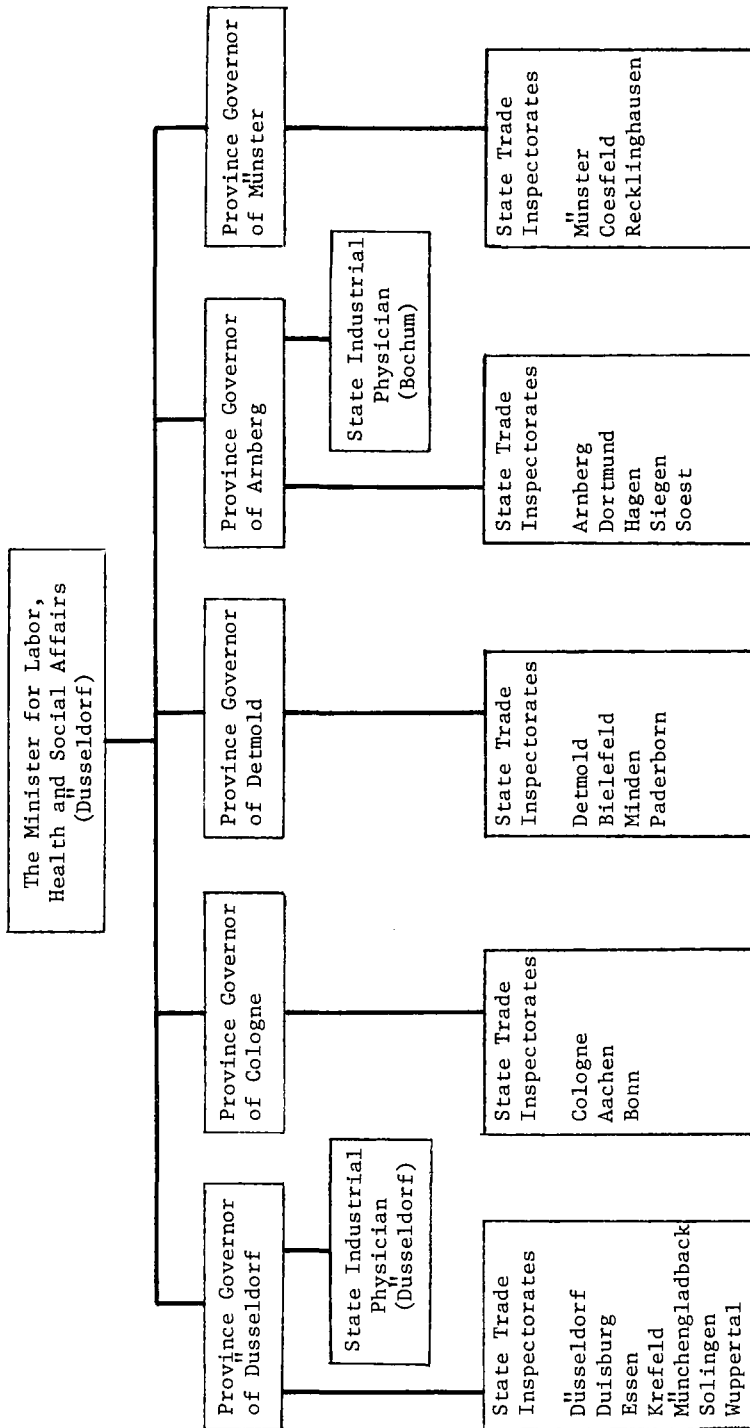 The Minister for Labor,
Health and Social Affairs
(Düsseldorf)
Province Governor
of Düsseldorf
Province Governor
of Cologne
Province Governor
of Detmold
Province Governor
of Arnberg
Province Governor
of Münster
State Industrial
Physician
(Düsseldorf)
State Industrial
Physician
(Bochum)
State Trade
Inspectorates
Düsseldorf
Duisburg
Essen
Krefeld
Münchengladback
Solingen
Wuppertal
State Trade
Inspectorates
Cologne
Aachen
Bonn
State Trade
Inspectorates
Detmold
Bielefeld
Minden
Paderborn
State Trade
Inspectorates
Arnberg
Dortmund
Hagen
Siegen
Soest
State Trade
Inspectorates
Münster
Coesfeld
Recklinghausen